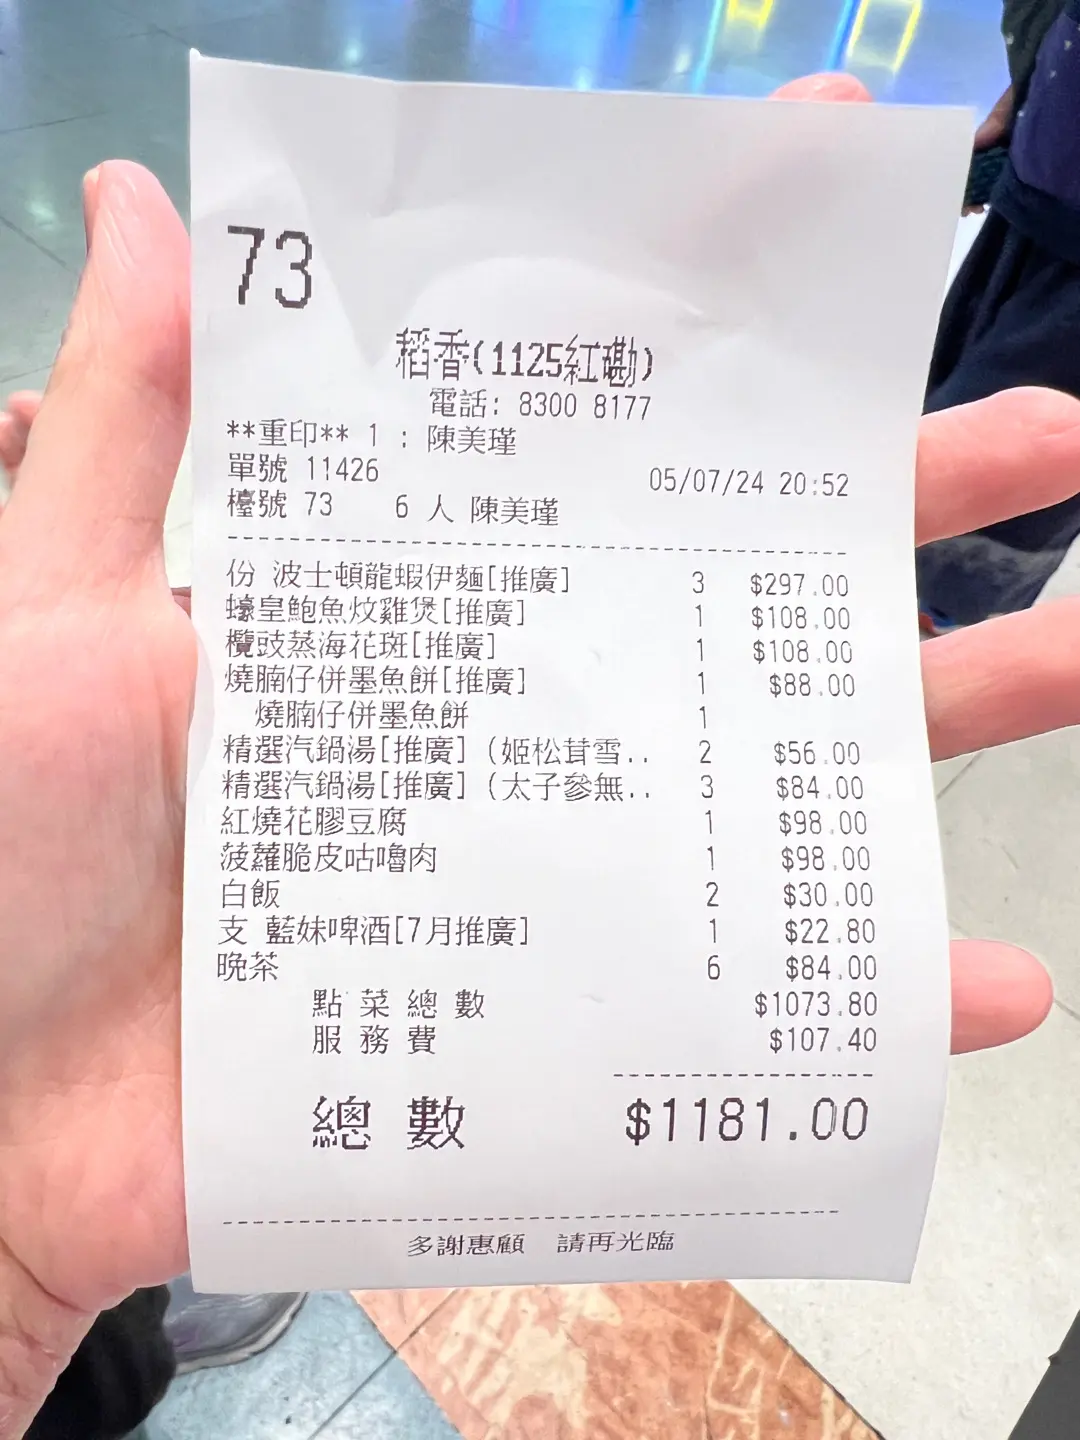 73
稻香(1125紅磡)
電話: 8300 8177
**重印** 1 : 陳美瑾
單號 11426 05/07/24 20:52
檯號 73 6 人 陳美瑾
份 波士頓龍蝦伊麵[推廣] 3 $297.00
蠔皇鮑魚炆雞煲[推廣] 1 $108.00
欖豉蒸海花斑[推廣] 1 $108.00
燒腩仔併墨魚餅[推廣] 1 $88.00
燒腩仔併墨魚餅 1
精選汽鍋湯[推廣] (姬松茸雪.. 2 $56.00
精選汽鍋湯[推廣] (太子參無.. 3 $84.00
紅燒花膠豆腐 1 $98.00
菠蘿脆皮咕嚕肉 1 $98.00
白飯 2 $30.00
支 藍妹啤酒[7月推廣] 1 $22.80
晚茶 6 $84.00
點 菜 總 數 $1073.80
服 務 費 $107.40
總 數 $1181.00
多謝惠顧 請再光臨